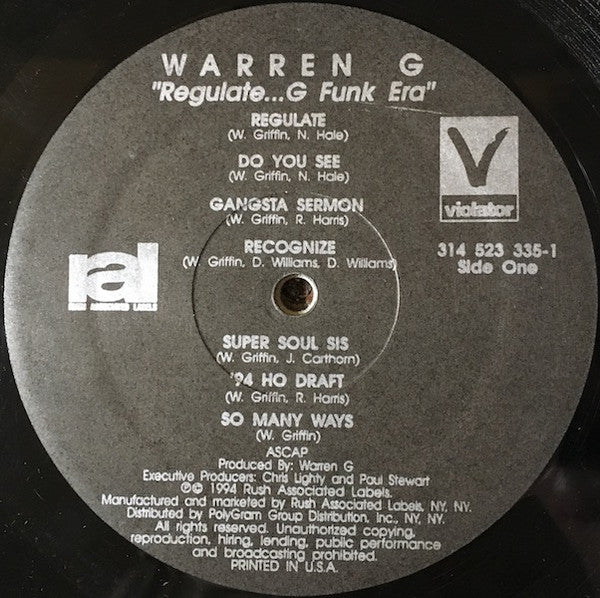 WARREN G
"Regulate...G Funk Era"
REGULATE
(W. Griffin, N. Hale)
DO YOU SEE
(W. Griffin, N. Hale)
GANGSTA SERMON
(W. Griffin, R. Harris)
RECOGNIZE
(W. Griffin, D. Williams, D. Williams)
V
violator
314 523 335-1
Side One
ral
RUSH ASSOCIATED LABELS
SUPER SOUL SIS
(W. Griffin, J. Carthorn)
'94 HO DRAFT
(W. Griffin, R. Harris)
SO MANY WAYS
(W. Griffin)
ASCAP
Produced By: Warren G
Executive Producers: Chris Lighty and Paul Stewart
℗© 1994 Rush Associated Labels.
Manufactured and marketed by Rush Associated Labels, NY, NY.
Distributed by PolyGram Group Distribution, Inc., NY, NY.
All rights reserved. Unauthorized copying,
reproduction, hiring, lending, public performance
and broadcasting prohibited.
PRINTED IN U.S.A.